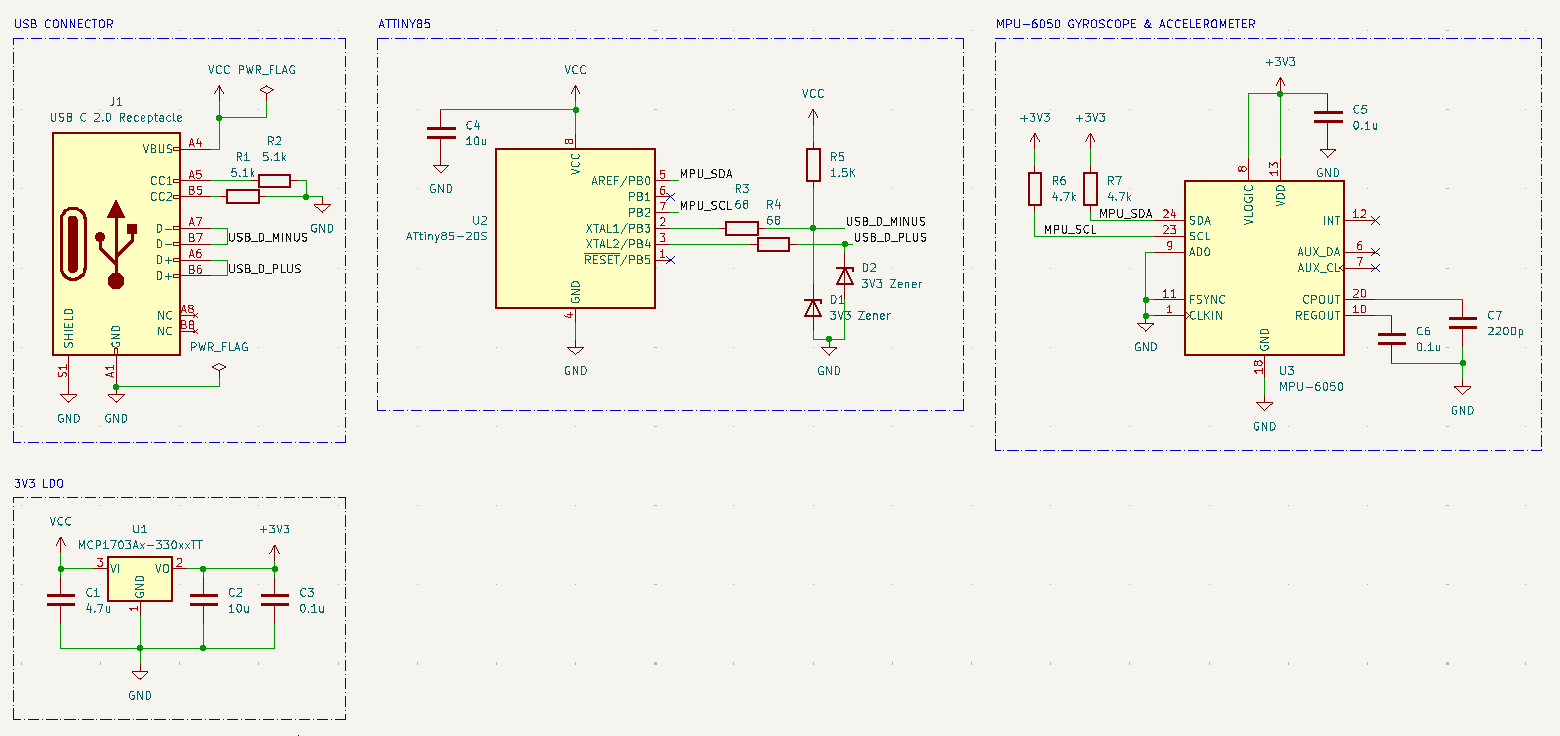 USB CONNECTOR
VCC PWR_FLAG
J1
USB C 2.0 Receptacle
VBUS A4
R2
5.1k
R1
5.1k
CC1 A5
CC2 B5
GND
D- A7
D- B7
USB_D_MINUS
D+ A6
D+ B6
USB_D_PLUS
NC A8
NC B8
SHIELD
GND
S1
A1
PWR_FLAG
GND
GND
ATTINY85
VCC
C4
10u
GND
8
VCC
U2
ATtiny85-20S
AREF/PB0 5
MPU_SDA
PB1 6
PB2 7
MPU_SCL
XTAL1/PB3 2
XTAL2/PB4 3
RESET/PB5 1
GND
4
GND
R3
68
R4
68
VCC
R5
1.5K
USB_D_MINUS
USB_D_PLUS
D2
3V3 Zener
D1
3V3 Zener
GND
MPU-6050 GYROSCOPE & ACCELEROMETER
+3V3
+3V3
+3V3
C5
0.1u
GND
R6
4.7k
R7
4.7k
MPU_SDA
MPU_SCL
8
13
VLOGIC
VDD
24 SDA
23 SCL
9 AD0
11 FSYNC
1 CLKIN
GND
INT 12
AUX_DA 6
AUX_CL 7
CPOUT 20
REGOUT 10
GND
18
U3
MPU-6050
GND
C6
0.1u
C7
2200p
GND
3V3 LDO
VCC
U1
MCP1703Ax-330xxTT
+3V3
3 VI
VO 2
GND
1
C1
4.7u
C2
10u
C3
0.1u
GND